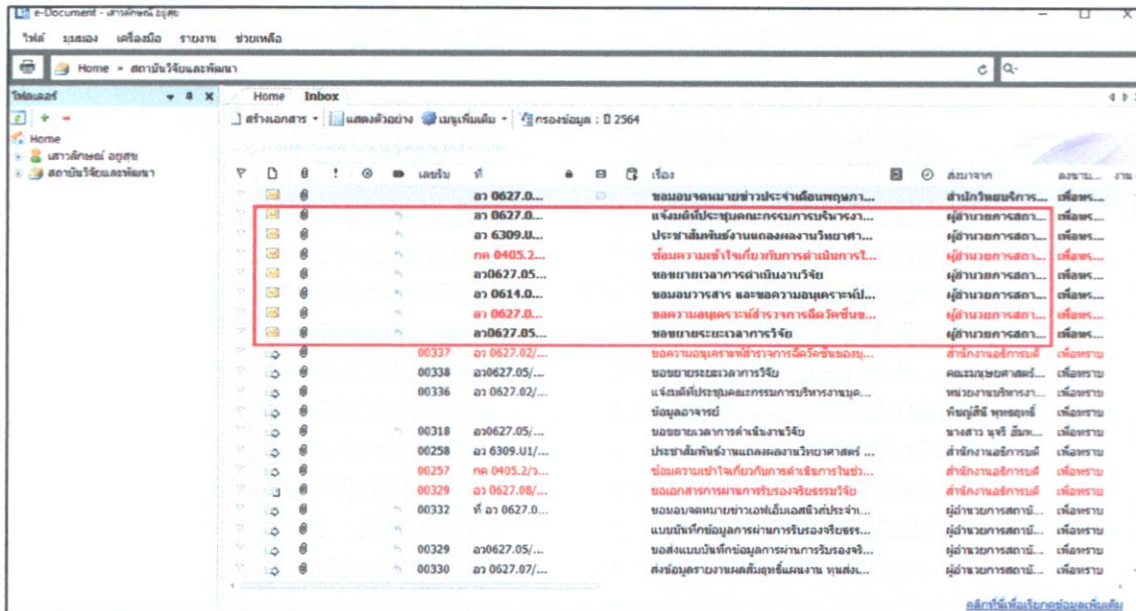 e-Document - เสาวลักษณ์ อยู่สุข
ไฟล์ มุมมอง เครื่องมือ รายงาน ช่วยเหลือ
Home » สถาบันวิจัยและพัฒนา
โฟลเดอร์
Home Inbox
สร้างเอกสาร แสดงตัวอย่าง เมนูเพิ่มเติม กรองข้อมูล : ปี 2564
Home
เสาวลักษณ์ อยู่สุข
สถาบันวิจัยและพัฒนา
เลขรับ ที่ เรื่อง ส่งมาจาก ลงนาม... งาน
อว 0627.0... ขอมอบจดหมายข่าวประจำเดือนพฤษภา... สำนักวิทยบริการ... เพื่อทร....
อว 0627.0... แจ้งมติที่ประชุมคณะกรรมการบริหารงา... ผู้อำนวยการสถา... เพื่อทร....
อว 6309.U... ประชาสัมพันธ์งานแถลงผลงานวิทยาศา... ผู้อำนวยการสถา... เพื่อทร....
กค 0405.2... ซ้อมความเข้าใจเกี่ยวกับการดำเนินการใ... ผู้อำนวยการสถา... เพื่อทร....
อว0627.05... ขอขยายเวลาการดำเนินงานวิจัย ผู้อำนวยการสถา... เพื่อทร....
อว 0614.0... ขอมอบวารสาร และขอความอนุเคราะห์ป... ผู้อำนวยการสถา... เพื่อทร....
อว 0627.0... ขอความอนุเคราะห์สำรวจการฉีดวัคซีนข... ผู้อำนวยการสถา... เพื่อทร....
อว0627.05... ขอขยายระยะเวลาการวิจัย ผู้อำนวยการสถา... เพื่อทร....
00337 อว 0627.02/... ขอความอนุเคราะห์สำรวจการฉีดวัคซีนของบุ... สำนักงานอธิการบดี เพื่อทราบ
00338 อว0627.05/... ขอขยายระยะเวลาการวิจัย คณะมนุษยศาสตร์... เพื่อทราบ
00336 อว 0627.02/... แจ้งมติที่ประชุมคณะกรรมการบริหารงานบุค... หน่วยงานบริหารงา... เพื่อทราบ
ข้อมูลอาจารย์ พิชญ์สินี พุทธฤทธิ์ เพื่อทราบ
00318 อว0627.05/... ขอขยายเวลาการดำเนินงานวิจัย นางสาว นุจรี เพื่อทราบ
00258 อว 6309.U1/... ประชาสัมพันธ์งานแถลงผลงานวิทยาศาสตร์ ... สำนักงานอธิการบดี เพื่อทราบ
00257 กค 0405.2/ว... ซ้อมความเข้าใจเกี่ยวกับการดำเนินการในช่ว... สำนักงานอธิการบดี เพื่อทราบ
00329 อว 0627.08/... ขอเอกสารการผ่านการรับรองจริยธรรมวิจัย สำนักงานอธิการบดี เพื่อทราบ
00332 ที่ อว 0627.0... ขอมอบจดหมายข่าวเอฟเอ็มเอสนิวส์ประจำเ... ผู้อำนวยการสถาบั... เพื่อทราบ
แบบบันทึกข้อมูลการผ่านการรับรองจริยธรร... ผู้อำนวยการสถาบั... เพื่อทราบ
00329 อว0627.05/... ขอส่งแบบบันทึกข้อมูลการผ่านการรับรองจริ... ผู้อำนวยการสถาบั... เพื่อทราบ
00330 อว 0627.07/... ส่งข้อมูลรายงานผลสัมฤทธิ์แผนงาน ทุนส่งเ... ผู้อำนวยการสถาบั... เพื่อทราบ
คลิกที่นี่เพื่อเรียกดูข้อมูลเพิ่มเติม